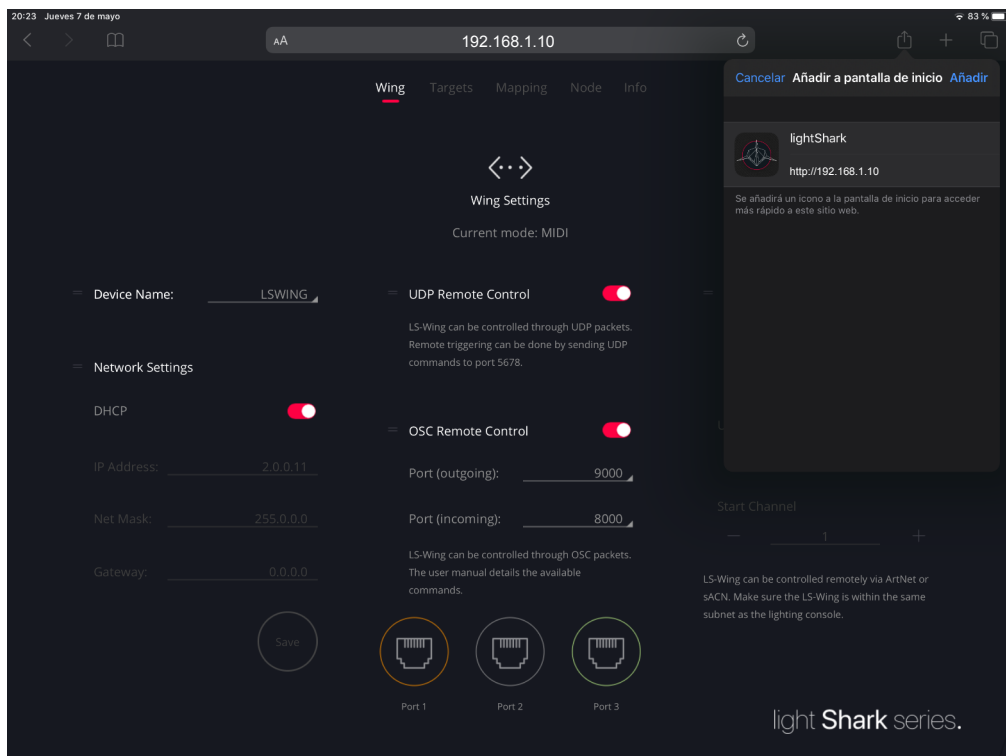 20:23 Jueves 7 de mayo
83 %
AA
192.168.1.10
Wing Targets Mapping Node Info
Cancelar Añadir a pantalla de inicio Añadir
lightShark
http://192.168.1.10
Se añadirá un icono a la pantalla de inicio para acceder
más rápido a este sitio web.
Wing Settings
Current mode: MIDI
Device Name: LSWING
Network Settings
DHCP
IP Address: 2.0.0.11
Net Mask: 255.0.0.0
Gateway: 0.0.0.0
Save
UDP Remote Control
LS-Wing can be controlled through UDP packets.
Remote triggering can be done by sending UDP
commands to port 5678.
OSC Remote Control
Port (outgoing): 9000
Port (incoming): 8000
LS-Wing can be controlled through OSC packets.
The user manual details the available
commands.
Port 1
Port 2
Port 3
U
Start Channel
1
LS-Wing can be controlled remotely via ArtNet or
sACN. Make sure the LS-Wing is within the same
subnet as the lighting console.
light Shark series.